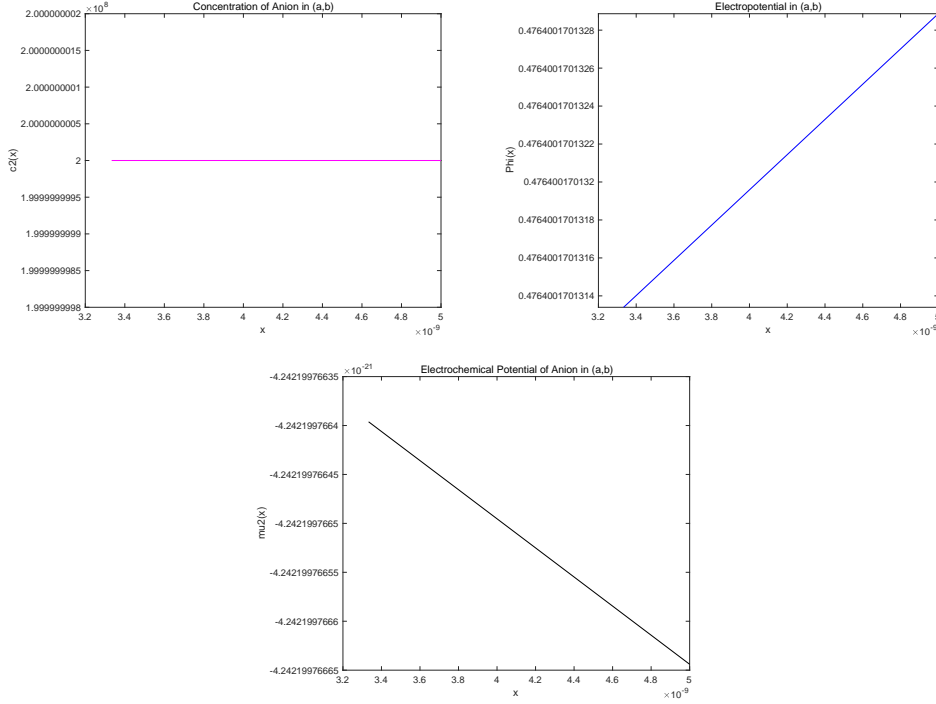 Concentration of Anion in (a,b)
×10^8
2.000000002
2.0000000015
2.000000001
2.0000000005
2
1.9999999995
1.999999999
1.9999999985
1.999999998
c2(x)
3.2 3.4 3.6 3.8 4 4.2 4.4 4.6 4.8 5
x
×10^-9
Electropotential in (a,b)
0.4764001701328
0.4764001701326
0.4764001701324
0.4764001701322
0.476400170132
0.4764001701318
0.4764001701316
0.4764001701314
Phi(x)
3.2 3.4 3.6 3.8 4 4.2 4.4 4.6 4.8
x
Electrochemical Potential of Anion in (a,b)
×10^-21
-4.24219976635
-4.2421997664
-4.24219976645
-4.2421997665
-4.24219976655
-4.2421997666
-4.24219976665
mu2(x)
3.2 3.4 3.6 3.8 4 4.2 4.4 4.6 4.8 5
x
×10^-9